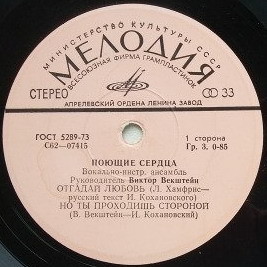 МИНИСТЕРСТВО КУЛЬТУРЫ СССР
МЕЛОДИЯ
ВСЕСОЮЗНАЯ ФИРМА ГРАМПЛАСТИНОК
СТЕРЕО 33
АПРЕЛЕВСКИЙ ОРДЕНА ЛЕНИНА ЗАВОД
ГОСТ 5289-73 1 сторона
С62—07415 Гр. 3. 0-85
ПОЮЩИЕ СЕРДЦА
Вокально-инстр. ансамбль
Руководитель Виктор Векштейн
ОТГАДАЙ ЛЮБОВЬ (Л. Хамфрис—
русский текст И. Кохановского)
НО ТЫ ПРОХОДИШЬ СТОРОНОЙ
(В. Векштейн—И. Кохановский)